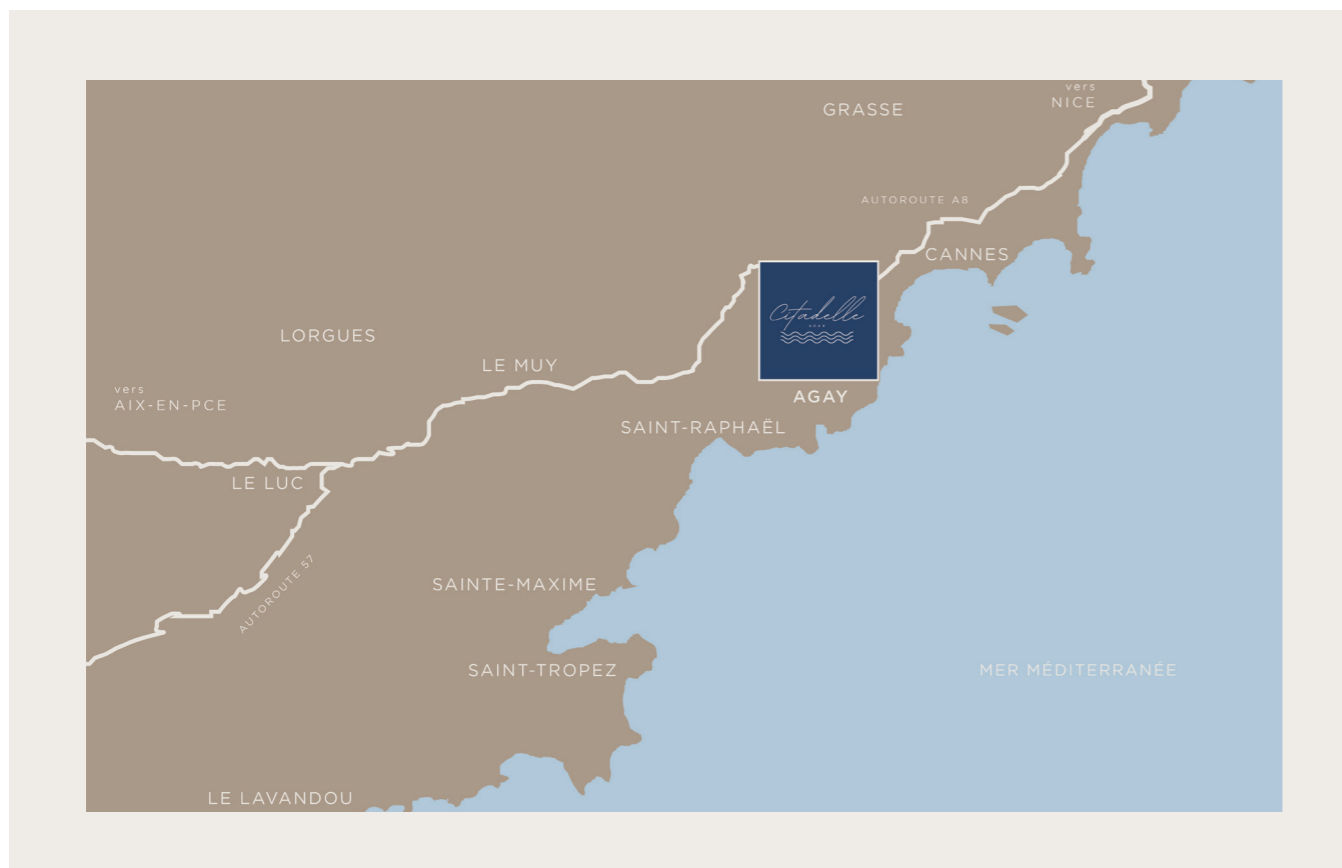 vers
NICE
GRASSE
AUTOROUTE A8
CANNES
Citadelle
LORGUES
LE MUY
vers
AIX-EN-PCE
AGAY
SAINT-RAPHAËL
LE LUC
AUTOROUTE 57
SAINTE-MAXIME
SAINT-TROPEZ
MER MÉDITERRANÉE
LE LAVANDOU